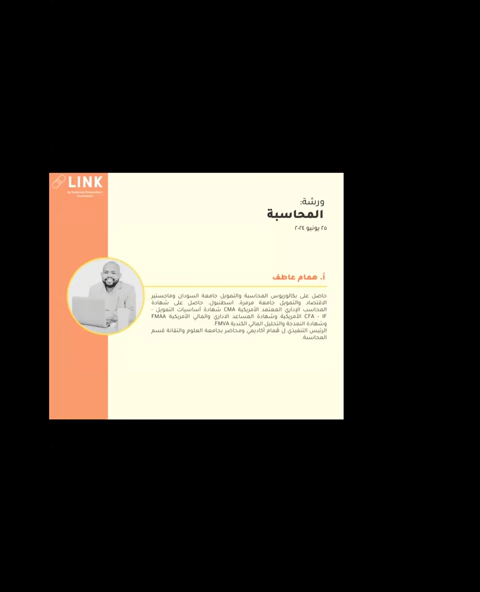 LINK
ورشة:
المحاسبة
٢٥ يونيو ٢٠٢٤
أ. همام عاطف
حاصل على بكالوريوس المحاسبة والتمويل جامعة السودان وماجستير
الاقتصاد والتمويل جامعة مرمرة، اسطنبول. حاصل على شهادة
المحاسب الإداري المعتمد الأمريكية CMA شهادة أساسيات التمويل -
CFA - IF الأمريكية وشهادة المساعد الاداري والمالي الأمريكية FMAA
وشهادة النمذجة والتحليل المالي الكندية FMVA
الرئيس التنفيذي ل همام أكاديمي ومحاضر بجامعة العلوم والتقانة قسم
المحاسبة.